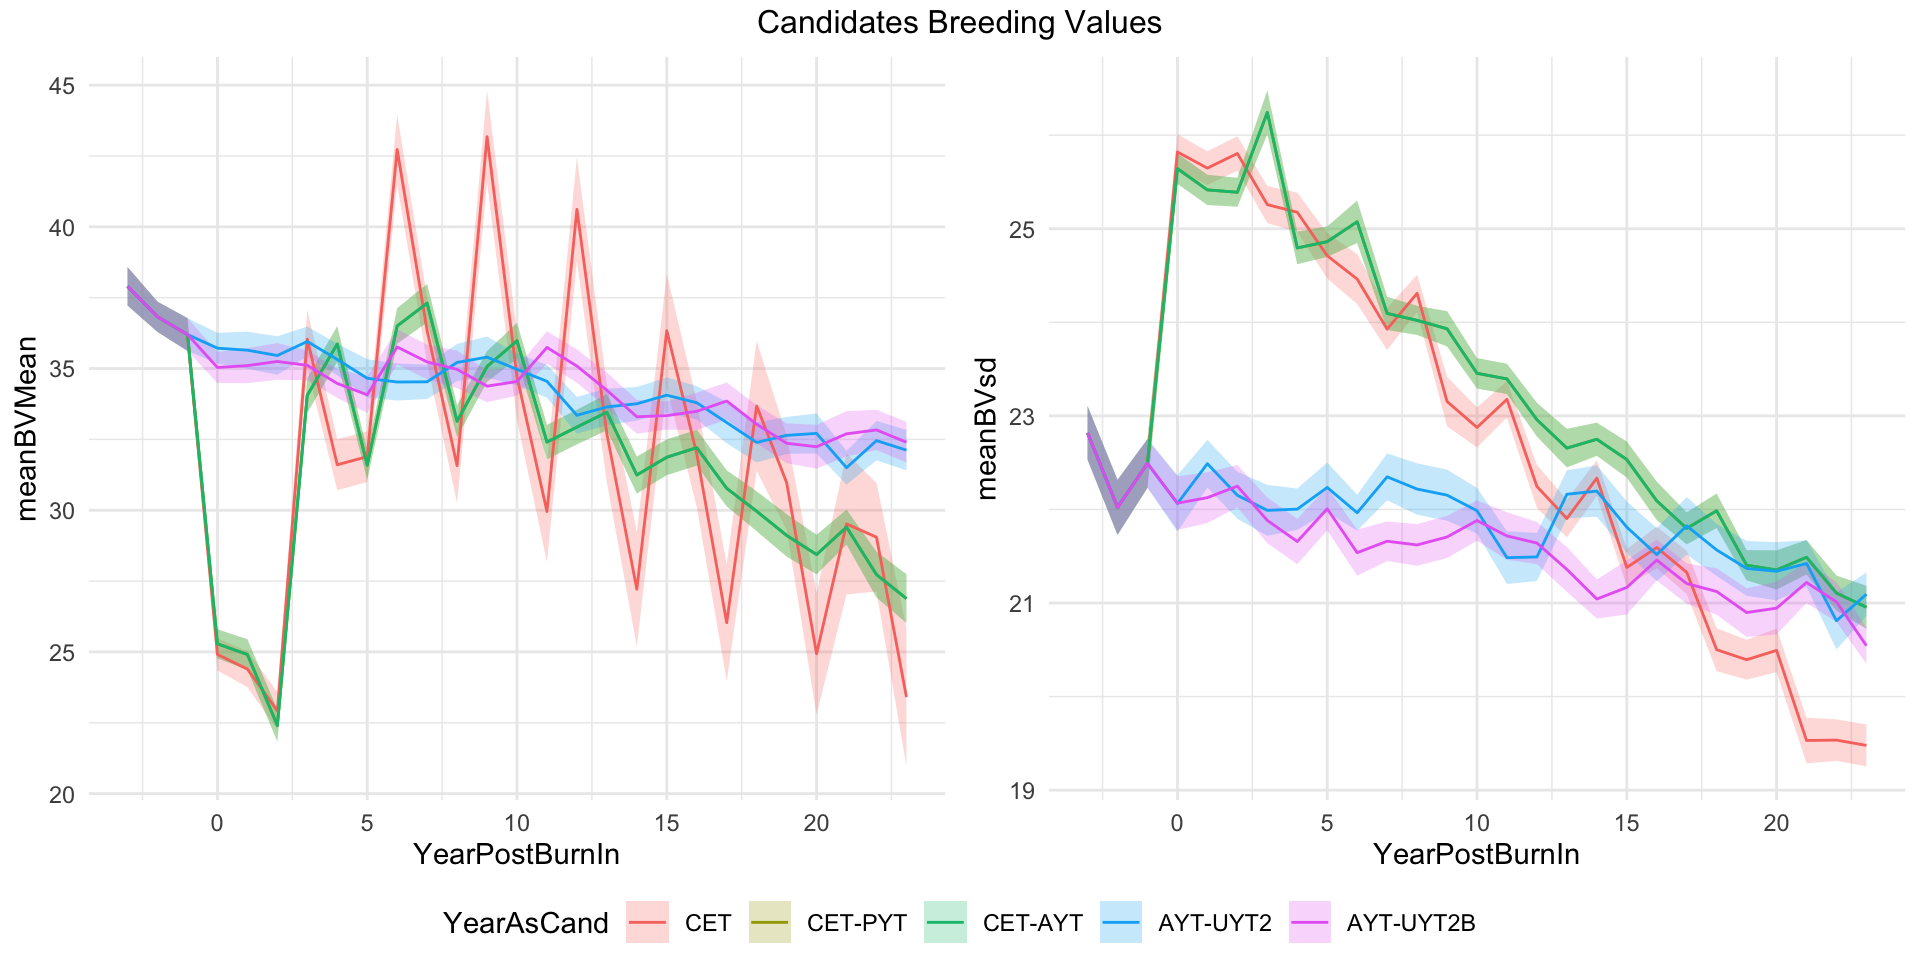 Candidates Breeding Values
meanBVMean
45
40
35
30
25
20
0 5 10 15 20
YearPostBurnIn
meanBVsd
25
23
21
19
0 5 10 15 20
YearPostBurnIn
YearAsCand CET CET-PYT CET-AYT AYT-UYT2 AYT-UYT2B